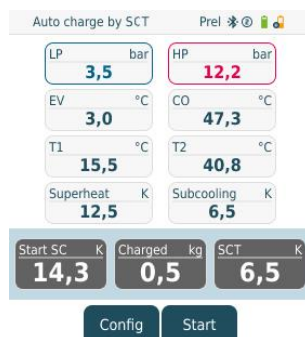 Auto charge by SCT Prel
LP bar HP bar
3,5 12,2
EV °C CO °C
3,0 47,3
T1 °C T2 °C
15,5 40,8
Superheat K Subcooling K
12,5 6,5
Start SC K Charged kg SCT K
14,3 0,5 6,5
Config Start